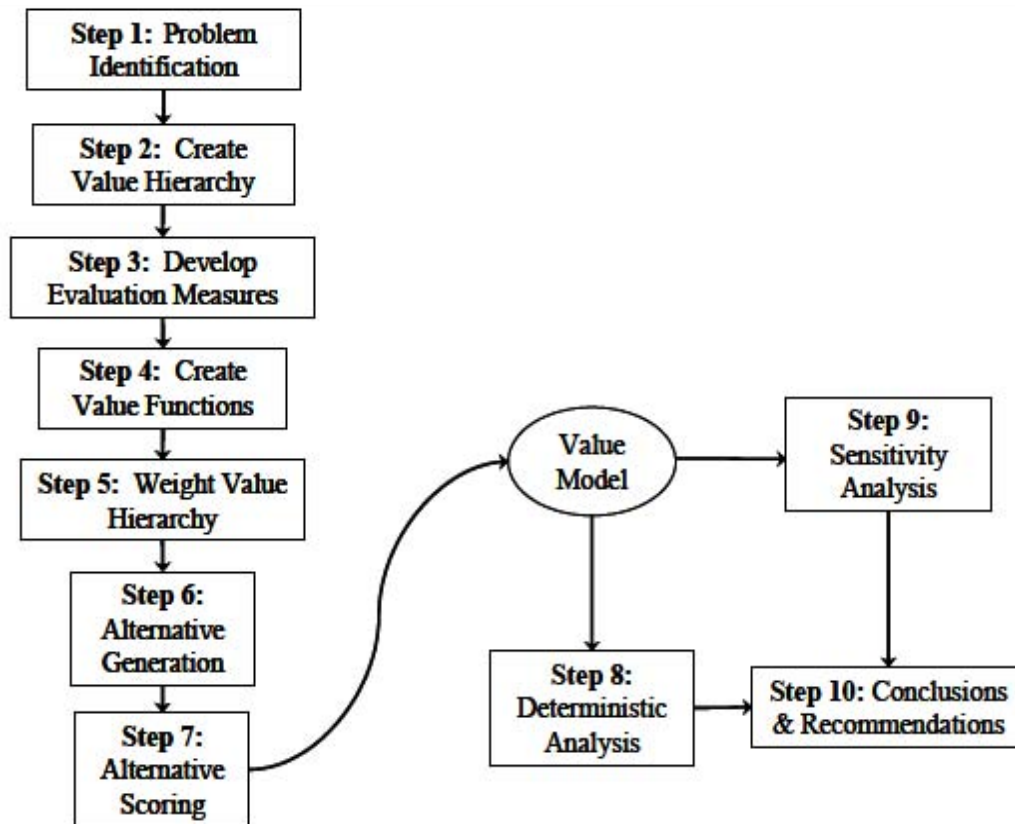 Step 1: Problem
Identification
Step 2: Create
Value Hierarchy
Step 3: Develop
Evaluation Measures
Step 4: Create
Value Functions
Step 5: Weight Value
Hierarchy
Step 6:
Alternative
Generation
Step 7:
Alternative
Scoring
Value
Model
Step 8:
Deterministic
Analysis
Step 9:
Sensitivity
Analysis
Step 10: Conclusions
& Recommendations